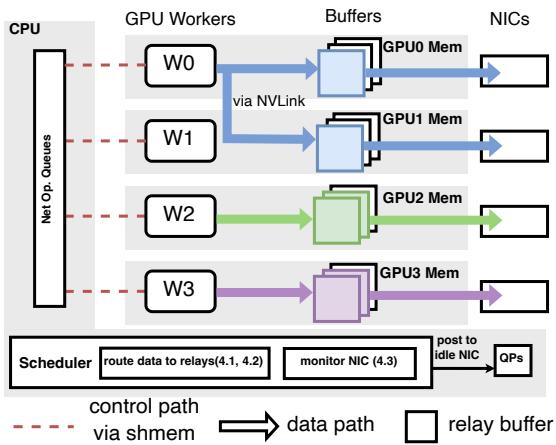 CPU
GPU Workers
Buffers
NICs
Net Op. Queues
W0
GPU0 Mem
via NVLink
W1
GPU1 Mem
W2
GPU2 Mem
W3
GPU3 Mem
Scheduler
route data to relays(4.1, 4.2)
monitor NIC (4.3)
post to
idle NIC
QPs
control path
via shmem
data path
relay buffer